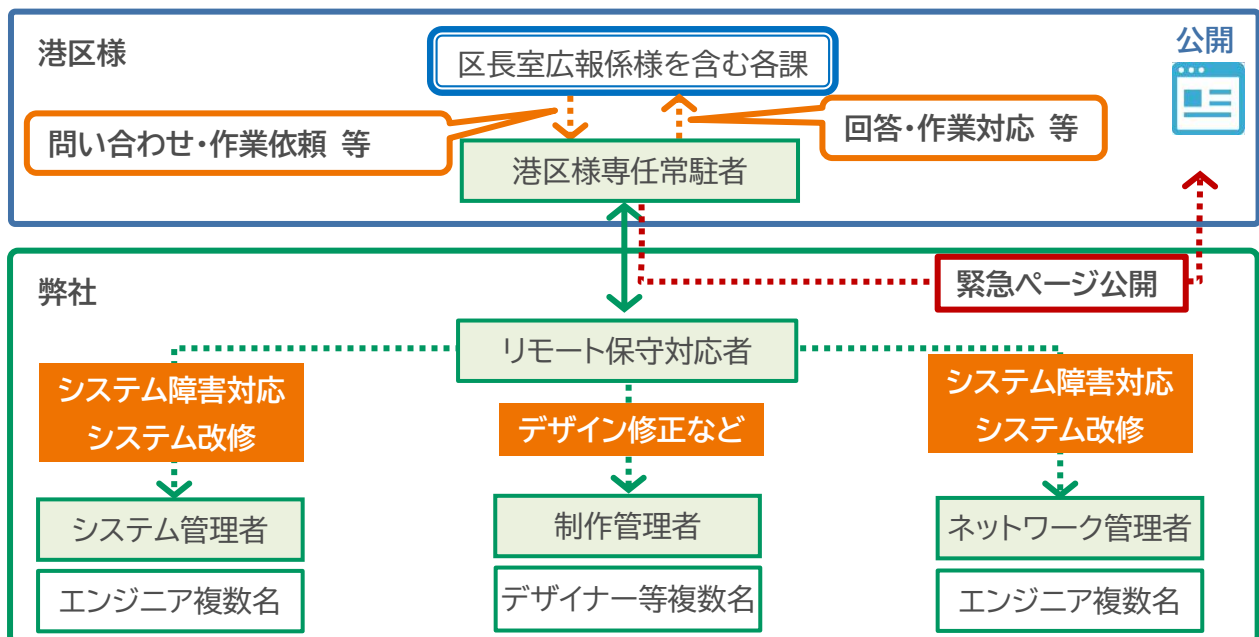 港区様
区長室広報係様を含む各課
公開
問い合わせ・作業依頼 等
回答・作業対応 等
港区様専任常駐者
弊社
緊急ページ公開
リモート保守対応者
システム障害対応
システム改修
デザイン修正など
システム障害対応
システム改修
システム管理者
制作管理者
ネットワーク管理者
エンジニア複数名
デザイナー等複数名
エンジニア複数名